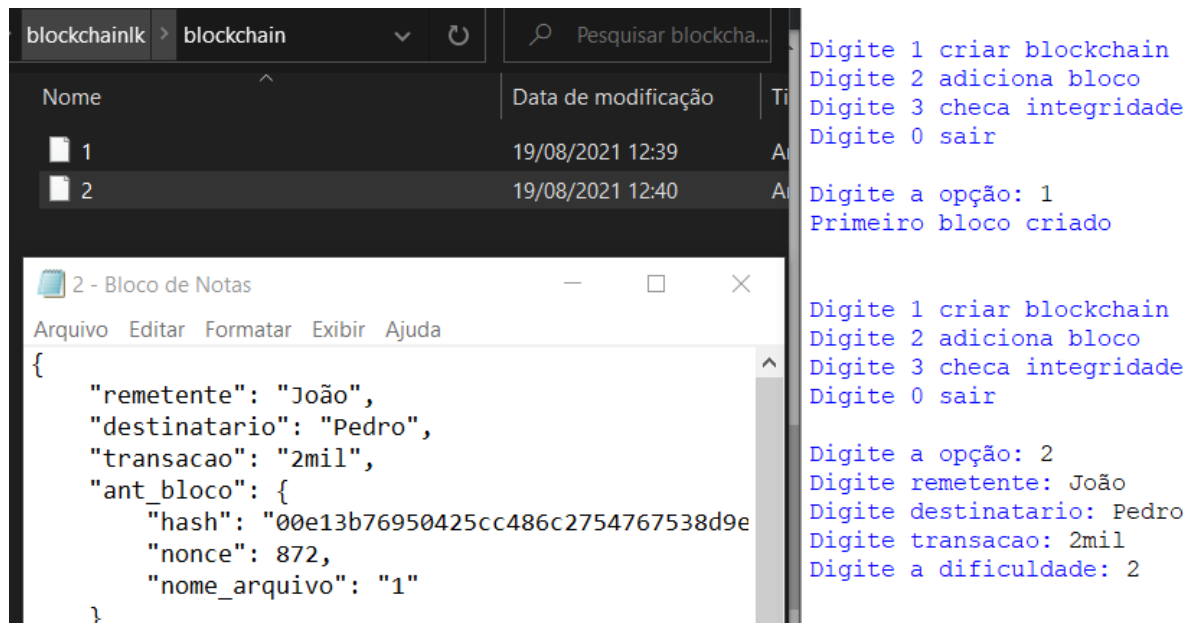 blockchainlk > blockchain
Pesquisar blockcha...
Nome
Data de modificação
1
19/08/2021 12:39
2
19/08/2021 12:40
2 - Bloco de Notas
Arquivo Editar Formatar Exibir Ajuda
{
"remetente": "João",
"destinatario": "Pedro",
"transacao": "2mil",
"ant_bloco": {
"hash": "00e13b76950425cc486c2754767538d9e
"nonce": 872,
"nome_arquivo": "1"
}
Digite 1 criar blockchain
Digite 2 adiciona bloco
Digite 3 checa integridade
Digite 0 sair
Digite a opção: 1
Primeiro bloco criado
Digite 1 criar blockchain
Digite 2 adiciona bloco
Digite 3 checa integridade
Digite 0 sair
Digite a opção: 2
Digite remetente: João
Digite destinatario: Pedro
Digite transacao: 2mil
Digite a dificuldade: 2